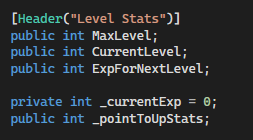 [Header("Level Stats")]
public int MaxLevel;
public int CurrentLevel;
public int ExpForNextLevel;
private int _currentExp = 0;
public int _pointToUpStats;